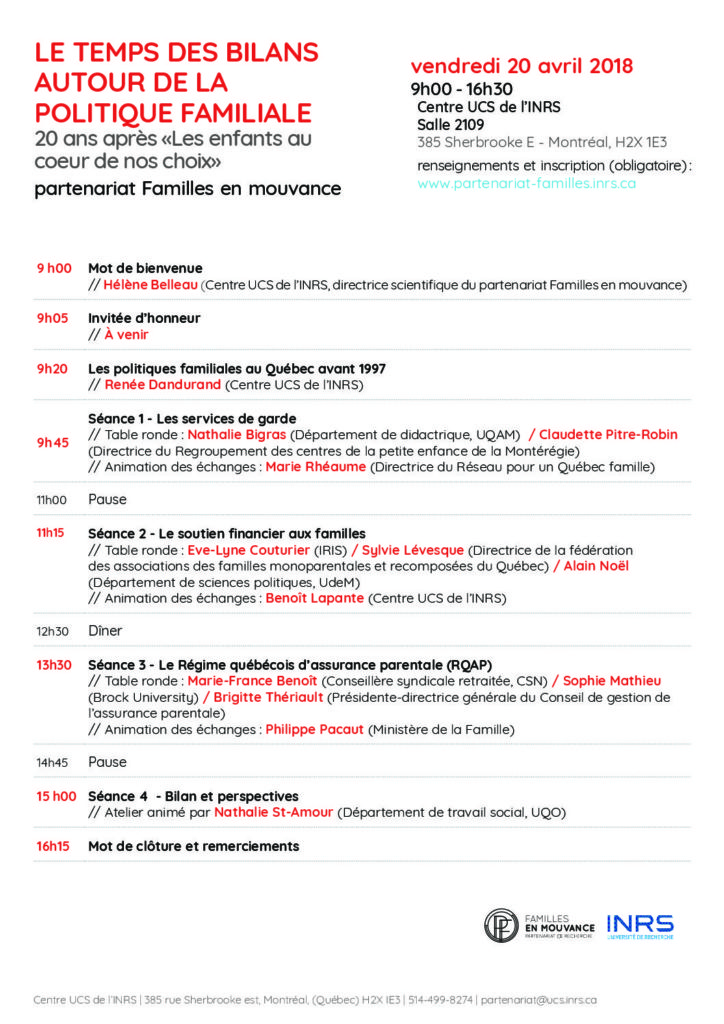 LE TEMPS DES BILANS
AUTOUR DE LA
POLITIQUE FAMILIALE
20 ans après «Les enfants au
coeur de nos choix»
partenariat Familles en mouvance
vendredi 20 avril 2018
9h00 - 16h30
Centre UCS de l'INRS
Salle 2109
385 Sherbrooke E - Montréal, H2X 1E3
renseignements et inscription (obligatoire) :
www.partenariat-familles.inrs.ca
9 h00 Mot de bienvenue
// Hélène Belleau (Centre UCS de l'INRS, directrice scientifique du partenariat Familles en mouvance)
9h05 Invitée d'honneur
// À venir
9h20 Les politiques familiales au Québec avant 1997
// Renée Dandurand (Centre UCS de l'INRS)
Séance 1 - Les services de garde
9h45 // Table ronde : Nathalie Bigras (Département de didactique, UQAM) / Claudette Pitre-Robin
(Directrice du Regroupement des centres de la petite enfance de la Montérégie)
// Animation des échanges : Marie Rhéaume (Directrice du Réseau pour un Québec famille)
11h00 Pause
11h15 Séance 2 - Le soutien financier aux familles
// Table ronde : Eve-Lyne Couturier (IRIS) / Sylvie Lévesque (Directrice de la fédération
des associations des familles monoparentales et recomposées du Québec) / Alain Noël
(Département de sciences politiques, UdeM)
// Animation des échanges : Benoît Lapante (Centre UCS de l'INRS)
12h30 Dîner
13h30 Séance 3 - Le Régime québécois d'assurance parentale (RQAP)
// Table ronde : Marie-France Benoît (Conseillère syndicale retraitée, CSN) / Sophie Mathieu
(Brock University) / Brigitte Thériault (Présidente-directrice générale du Conseil de gestion de
l'assurance parentale)
// Animation des échanges : Philippe Pacaut (Ministère de la Famille)
14h45 Pause
15 h00 Séance 4 - Bilan et perspectives
// Atelier animé par Nathalie St-Amour (Département de travail social, UQO)
16h15 Mot de clôture et remerciements
FAMILLES
EN MOUVANCE
PARTENARIAT DE RECHERCHE
INRS
UNIVERSITÉ DE RECHERCHE
Centre UCS de l'INRS | 385 rue Sherbrooke est, Montréal, (Québec) H2X IE3 | 514-499-8274 | partenariat@ucs.inrs.ca